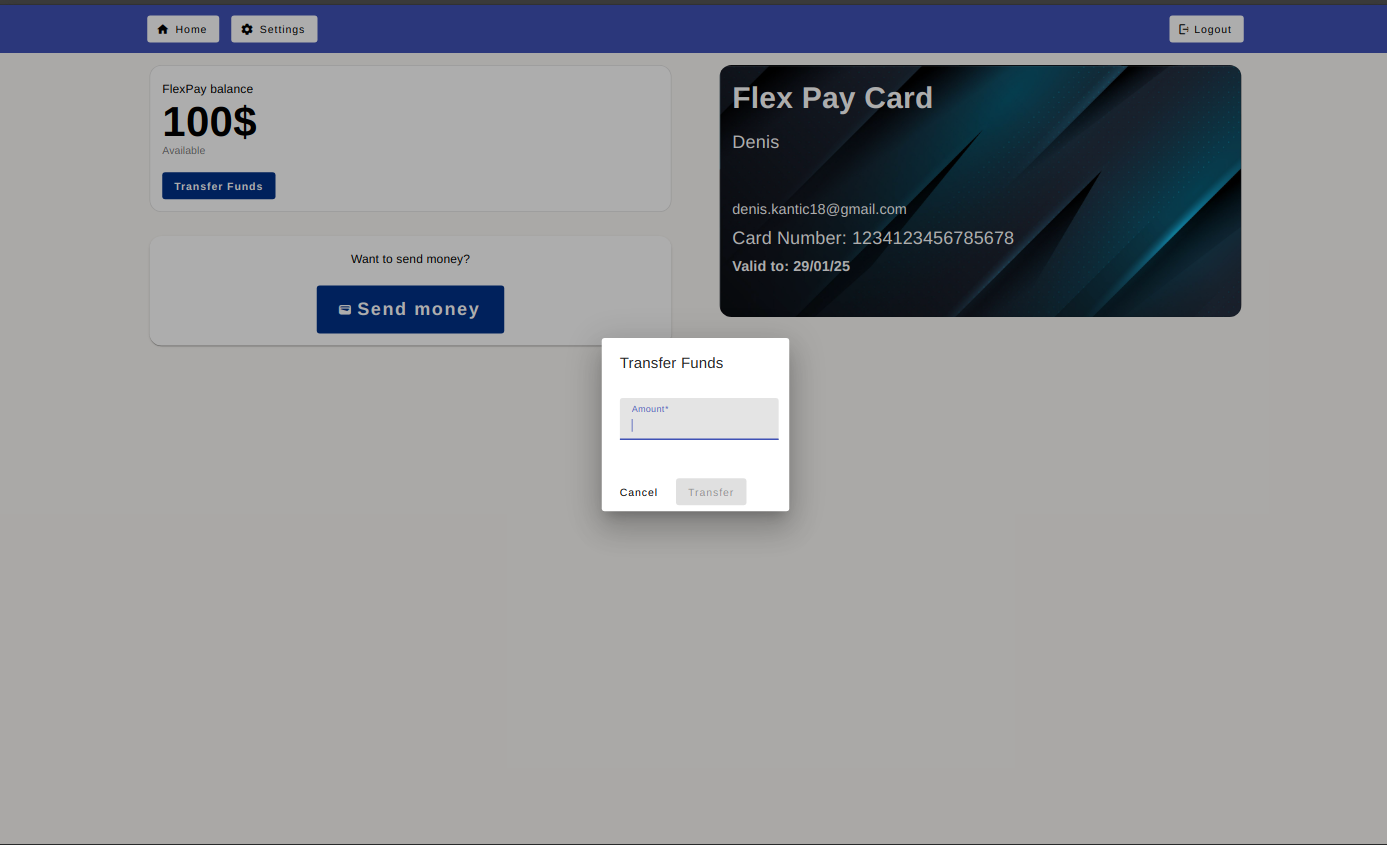 Home
Settings
Logout
FlexPay balance
100$
Available
Transfer Funds
Want to send money?
Send money
Flex Pay Card
Denis
denis.kantic18@gmail.com
Card Number: 1234123456785678
Valid to: 29/01/25
Transfer Funds
Amount*
Cancel
Transfer